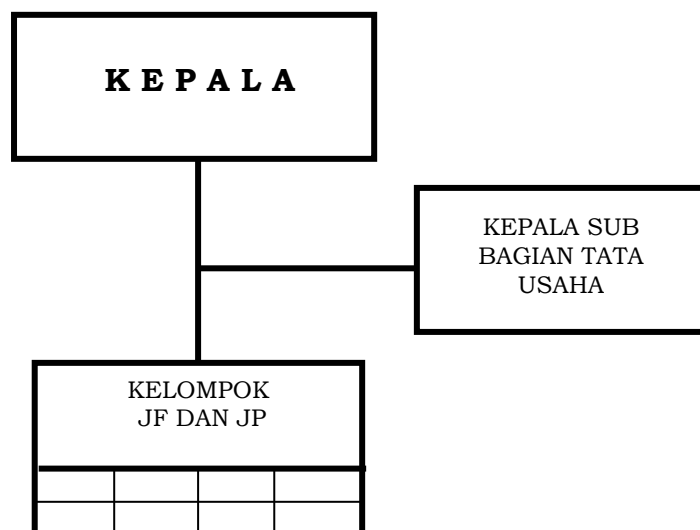 K E P A L A
KEPALA SUB
BAGIAN TATA
USAHA
KELOMPOK
JF DAN JP